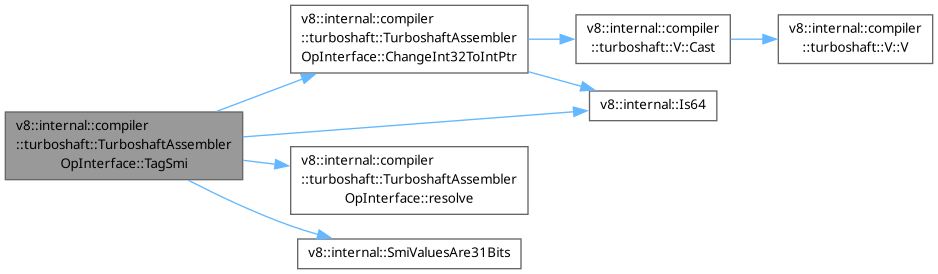 v8::internal::compiler
::turboshaft::TurboshaftAssembler
OpInterface::TagSmi
v8::internal::compiler
::turboshaft::TurboshaftAssembler
OpInterface::ChangeInt32ToIntPtr
v8::internal::compiler
::turboshaft::V::Cast
v8::internal::compiler
::turboshaft::V::V
v8::internal::Is64
v8::internal::compiler
::turboshaft::TurboshaftAssembler
OpInterface::resolve
v8::internal::SmiValuesAre31Bits